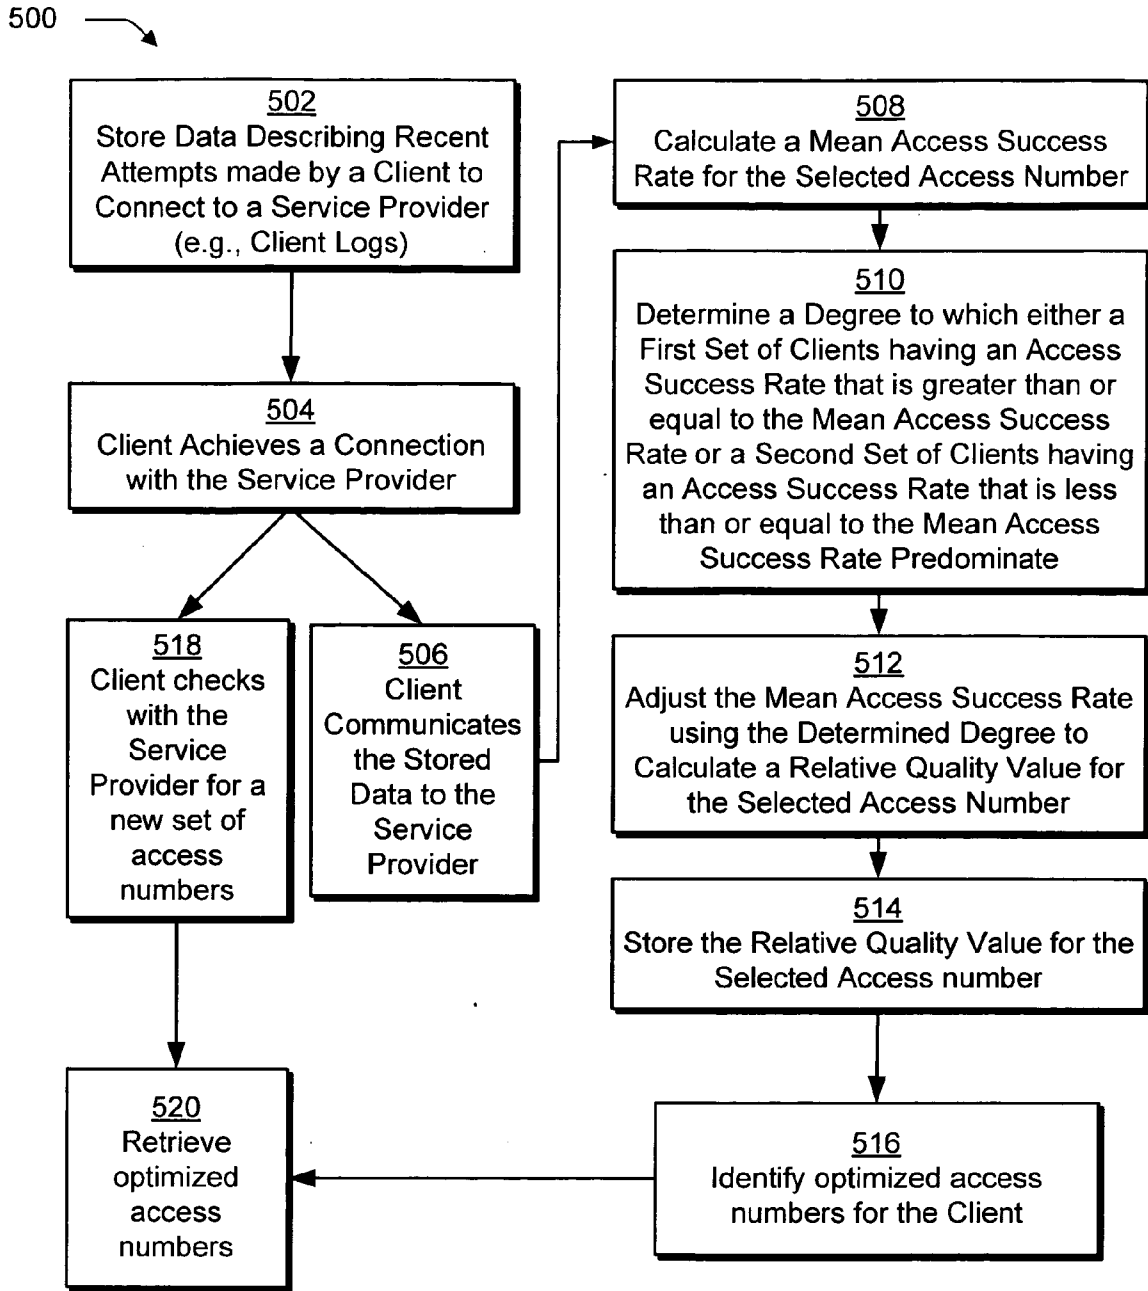 500
502
Store Data Describing Recent
Attempts made by a Client to
Connect to a Service Provider
(e.g., Client Logs)
504
Client Achieves a Connection
with the Service Provider
518
Client checks
with the
Service
Provider for a
new set of
access
numbers
506
Client
Communicates
the Stored
Data to the
Service
Provider
508
Calculate a Mean Access Success
Rate for the Selected Access Number
510
Determine a Degree to which either a
First Set of Clients having an Access
Success Rate that is greater than or
equal to the Mean Access Success
Rate or a Second Set of Clients having
an Access Success Rate that is less
than or equal to the Mean Access
Success Rate Predominate
512
Adjust the Mean Access Success Rate
using the Determined Degree to
Calculate a Relative Quality Value for
the Selected Access Number
514
Store the Relative Quality Value for the
Selected Access number
516
Identify optimized access
numbers for the Client
520
Retrieve
optimized
access
numbers